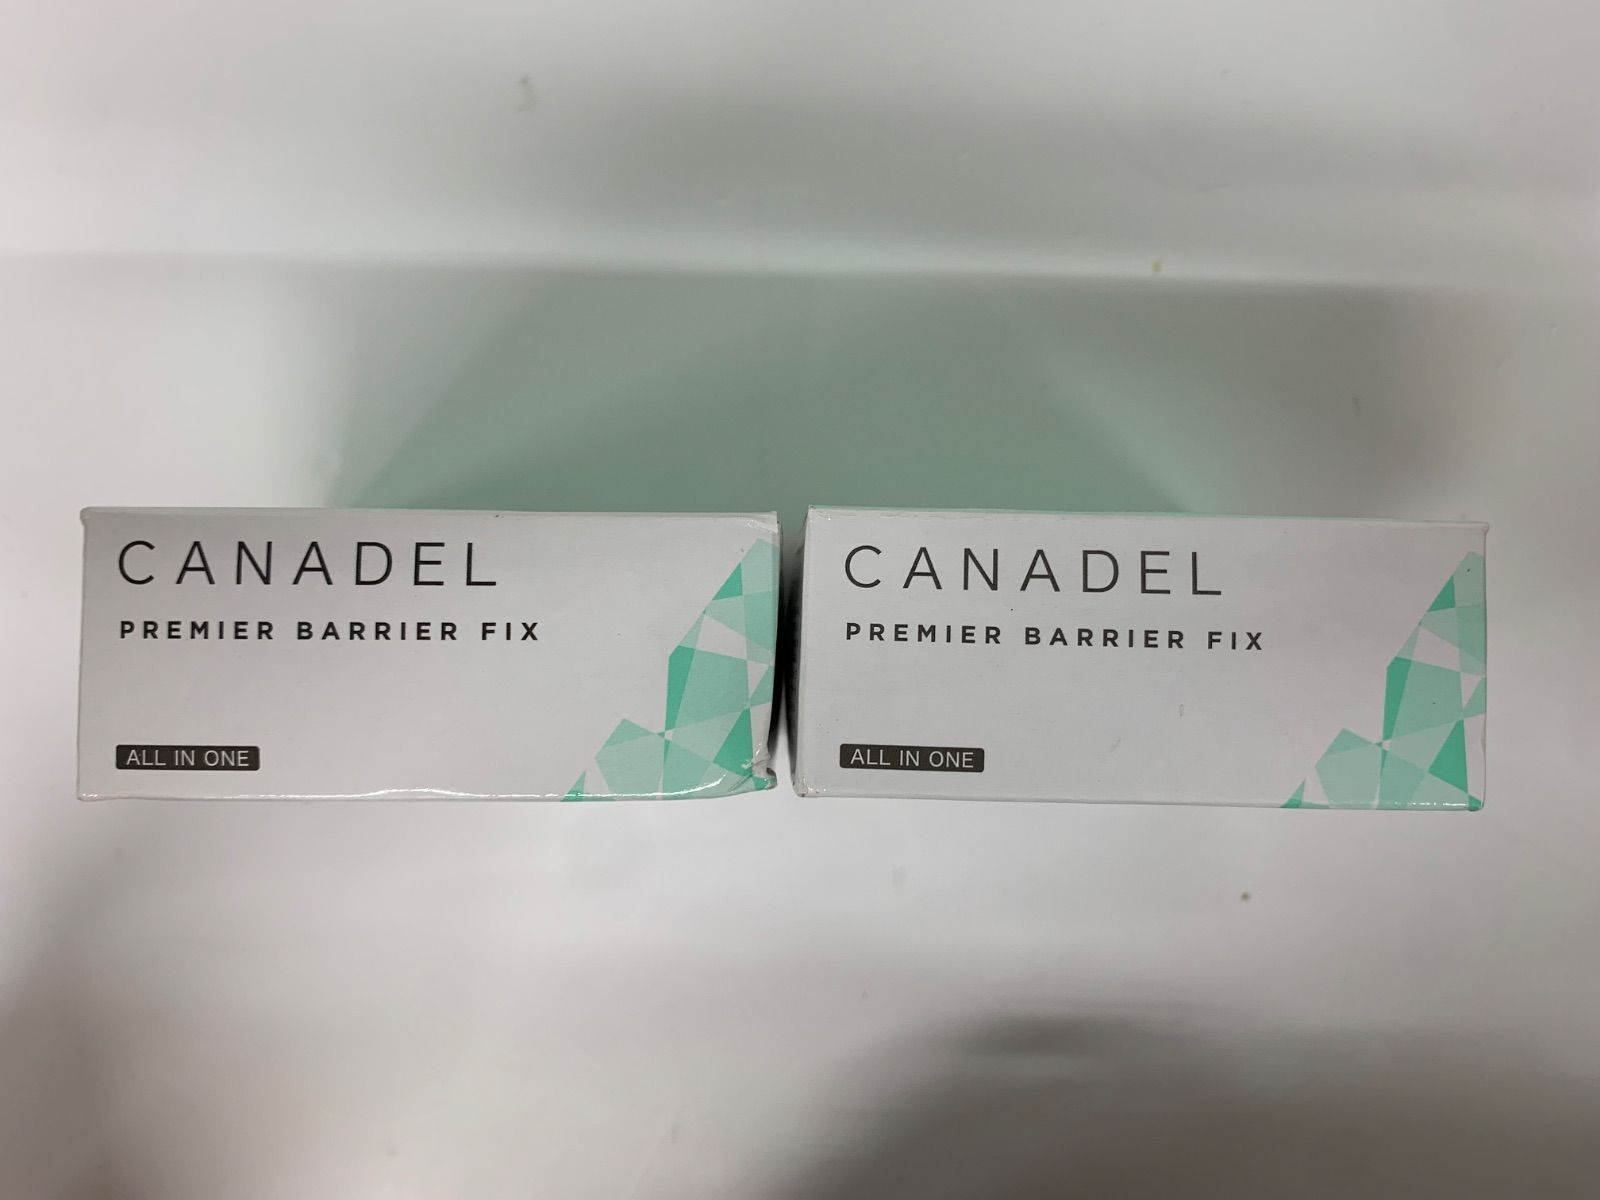 CANADEL
PREMIER BARRIER FIX
ALL IN ONE
CANADEL
PREMIER BARRIER FIX
ALL IN ONE